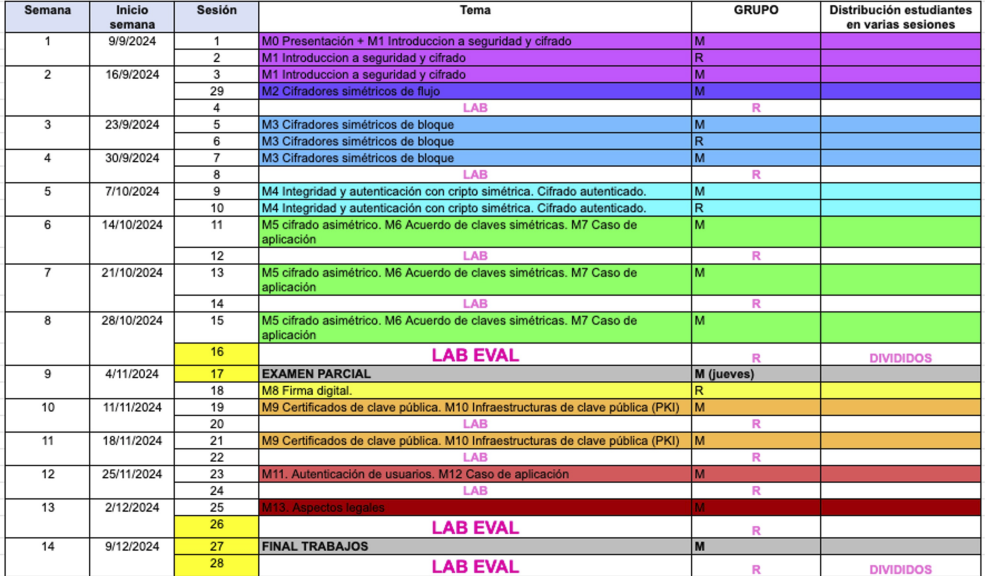 Semana Inicio semana Sesión Tema GRUPO Distribución estudiantes en varias sesiones
1 9/9/2024 1 M0 Presentación + M1 Introduccion a seguridad y cifrado M
2 M1 Introduccion a seguridad y cifrado R
2 16/9/2024 3 M1 Introduccion a seguridad y cifrado M
29 M2 Cifradores simétricos de flujo M
4 LAB R
3 23/9/2024 5 M3 Cifradores simétricos de bloque M
6 M3 Cifradores simétricos de bloque R
4 30/9/2024 7 M3 Cifradores simétricos de bloque M
8 LAB R
5 7/10/2024 9 M4 Integridad y autenticación con cripto simétrica. Cifrado autenticado. M
10 M4 Integridad y autenticación con cripto simétrica. Cifrado autenticado. R
6 14/10/2024 11 M5 cifrado asimétrico. M6 Acuerdo de claves simétricas. M7 Caso de aplicación M
12 LAB R
7 21/10/2024 13 M5 cifrado asimétrico. M6 Acuerdo de claves simétricas. M7 Caso de aplicación M
14 LAB R
8 28/10/2024 15 M5 cifrado asimétrico. M6 Acuerdo de claves simétricas. M7 Caso de aplicación M
16 LAB EVAL R DIVIDIDOS
9 4/11/2024 17 EXAMEN PARCIAL M (jueves)
18 M8 Firma digital. R
10 11/11/2024 19 M9 Certificados de clave pública. M10 Infraestructuras de clave pública (PKI) M
20 LAB R
11 18/11/2024 21 M9 Certificados de clave pública. M10 Infraestructuras de clave pública (PKI) M
22 LAB R
12 25/11/2024 23 M11. Autenticación de usuarios. M12 Caso de aplicación M
24 LAB R
13 2/12/2024 25 M13. Aspectos legales M
26 LAB EVAL R
14 9/12/2024 27 FINAL TRABAJOS M
28 LAB EVAL R DIVIDIDOS